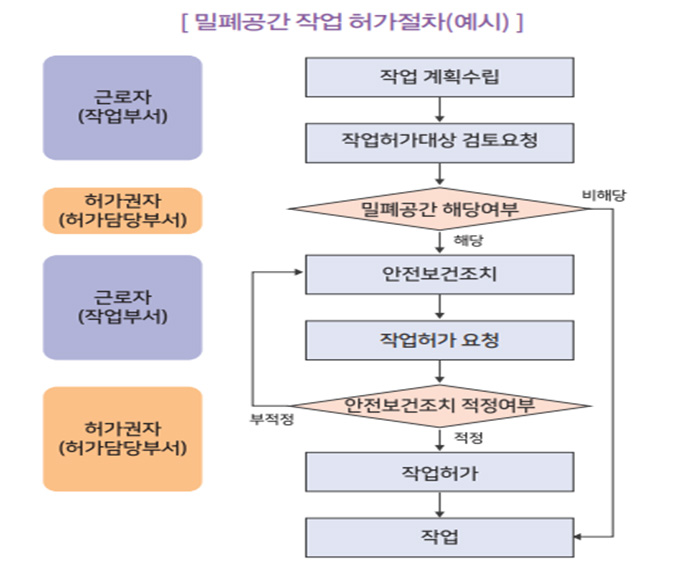 [ 밀폐공간 작업 허가절차(예시) ]
근로자
(작업부서)
작업 계획수립
작업허가대상 검토요청
허가권자
(허가담당부서)
밀폐공간 해당여부
비해당
해당
근로자
(작업부서)
안전보건조치
작업허가 요청
허가권자
(허가담당부서)
안전보건조치 적정여부
부적정
적정
작업허가
작업